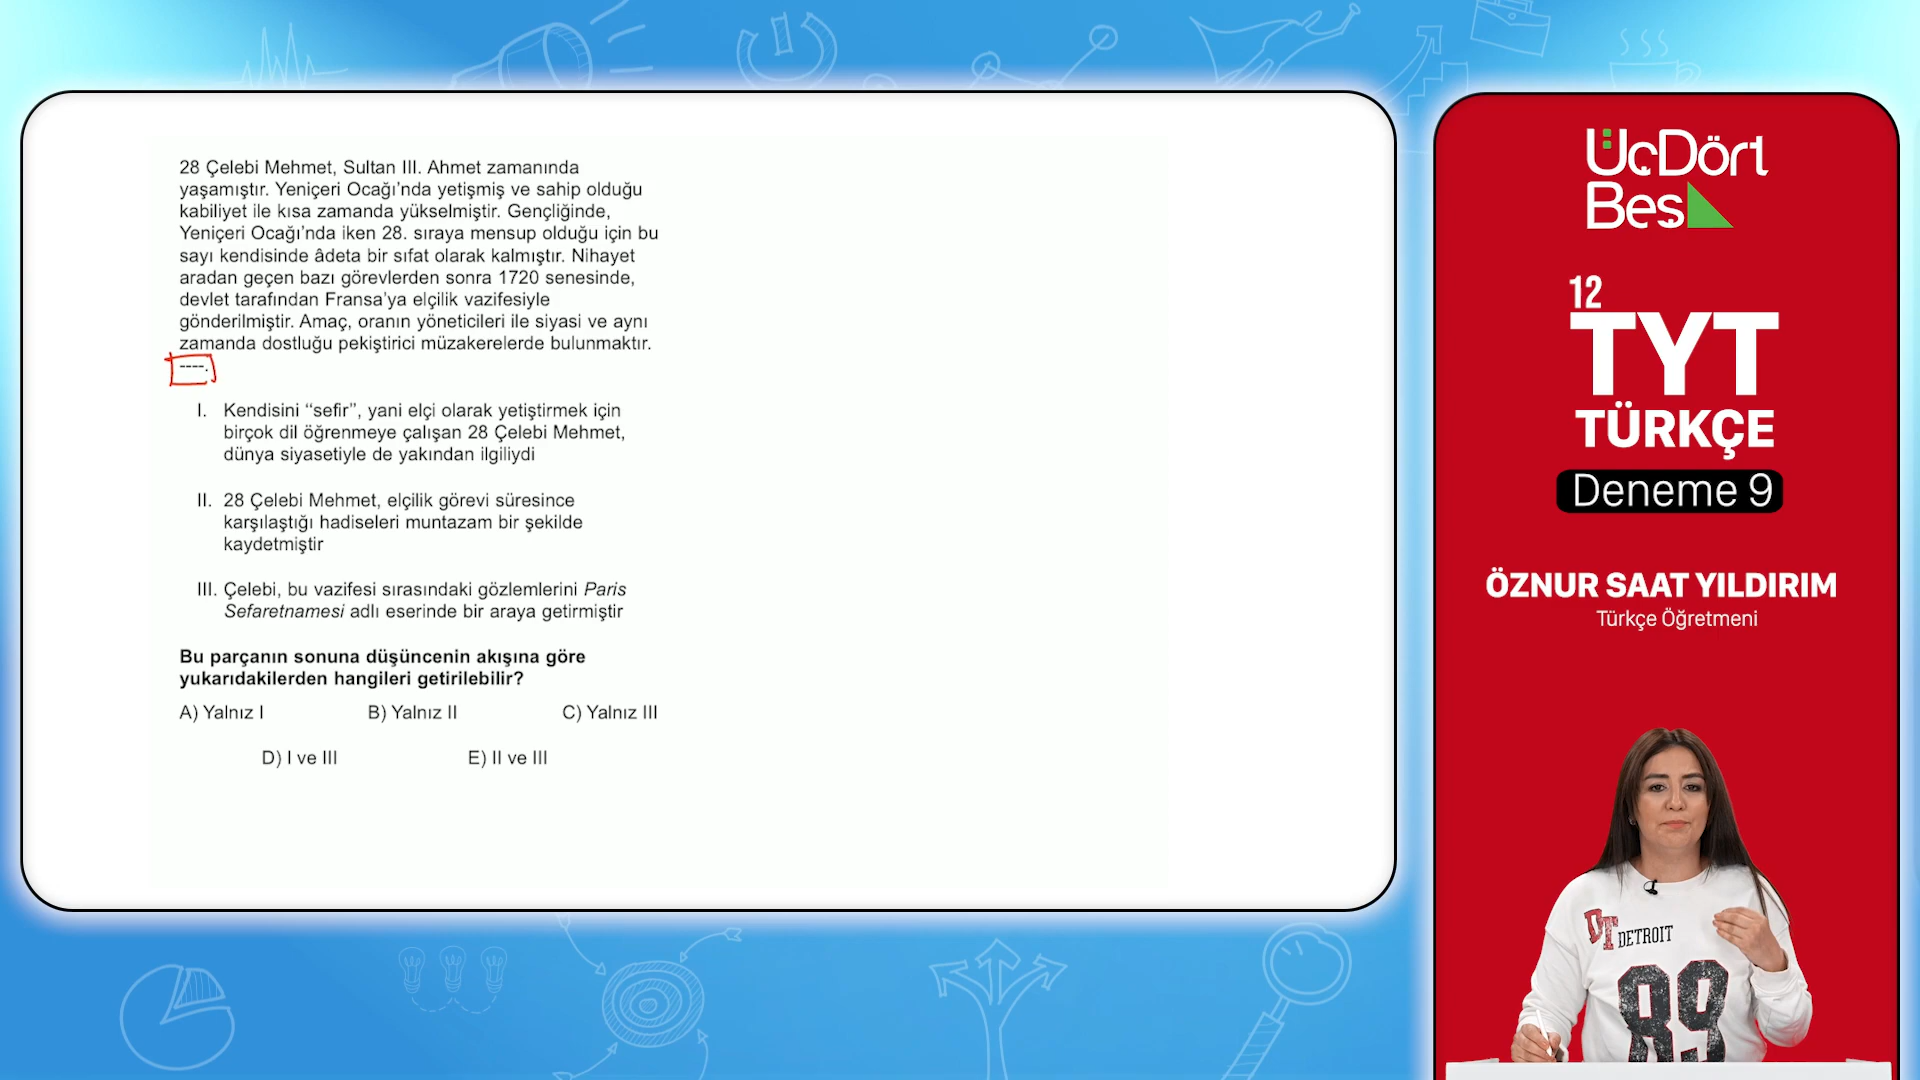 28 Çelebi Mehmet, Sultan III. Ahmet zamanında
yaşamıştır. Yeniçeri Ocağı’nda yetişmiş ve sahip olduğu
kabiliyet ile kısa zamanda yükselmiştir. Gençliğinde,
Yeniçeri Ocağı’nda iken 28. sıraya mensup olduğu için bu
sayı kendisinde âdeta bir sıfat olarak kalmıştır. Nihayet
aradan geçen bazı görevlerden sonra 1720 senesinde,
devlet tarafından Fransa’ya elçilik vazifesiyle
gönderilmiştir. Amaç, oranın yöneticileri ile siyasi ve aynı
zamanda dostluğu pekiştirici müzakerelerde bulunmaktır.
----.
I. Kendisini “sefir”, yani elçi olarak yetiştirmek için
birçok dil öğrenmeye çalışan 28 Çelebi Mehmet,
dünya siyasetiyle de yakından ilgiliydi
II. 28 Çelebi Mehmet, elçilik görevi süresince
karşılaştığı hadiseleri muntazam bir şekilde
kaydetmiştir
III. Çelebi, bu vazifesi sırasındaki gözlemlerini Paris
Sefaretnamesi adlı eserinde bir araya getirmiştir
Bu parçanın sonuna düşüncenin akışına göre
yukarıdakilerden hangileri getirilebilir?
A) Yalnız I B) Yalnız II C) Yalnız III
D) I ve III E) II ve III
ÜçDört
Beş
12
TYT
TÜRKÇE
Deneme 9
ÖZNUR SAAT YILDIRIM
Türkçe Öğretmeni
DT DETROIT
89